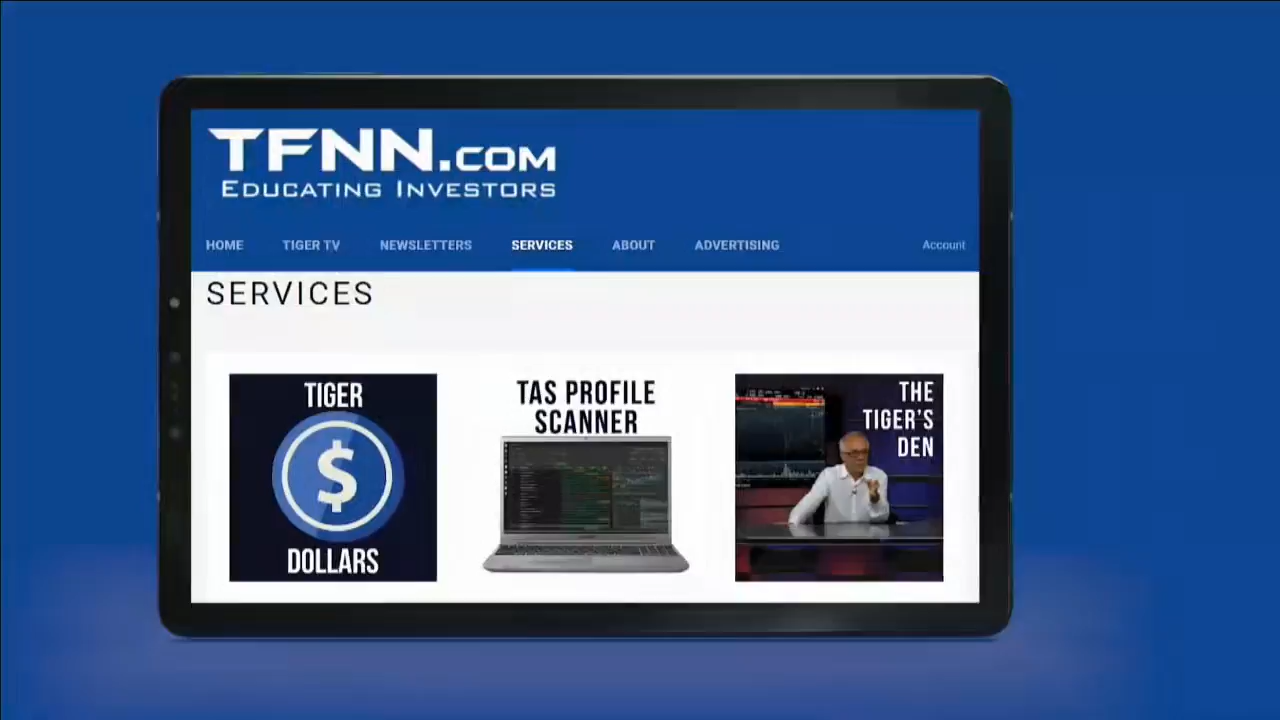 TFNN.COM
EDUCATING INVESTORS
HOME TIGER TV NEWSLETTERS SERVICES ABOUT ADVERTISING Account
SERVICES
TIGER
$
DOLLARS
TAS PROFILE
SCANNER
THE
TIGER'S
DEN